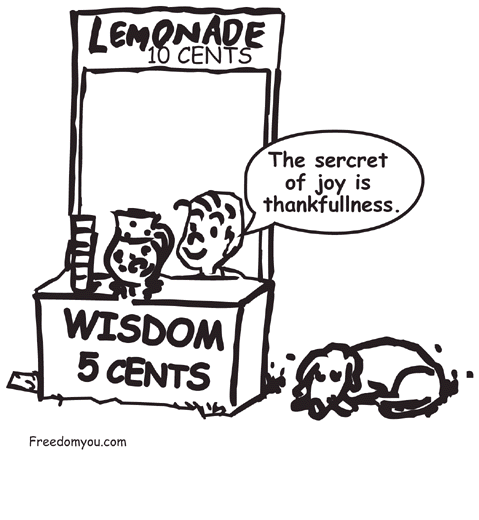 LEMONADE
10 CENTS
The sercret
of joy is
thankfullness.
WISDOM
5 CENTS
Freedomyou.com